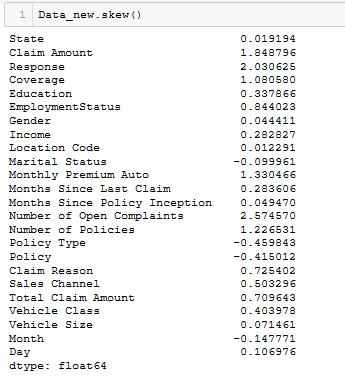 1 Data_new.skew()
State 0.019194
Claim Amount 1.848796
Response 2.030625
Coverage 1.080580
Education 0.337866
EmploymentStatus 0.844023
Gender 0.044411
Income 0.282827
Location Code 0.012291
Marital Status -0.099961
Monthly Premium Auto 1.330466
Months Since Last Claim 0.283606
Months Since Policy Inception 0.049470
Number of Open Complaints 2.574570
Number of Policies 1.226531
Policy Type -0.459843
Policy -0.415012
Claim Reason 0.725402
Sales Channel 0.503296
Total Claim Amount 0.709643
Vehicle Class 0.403978
Vehicle Size 0.071461
Month -0.147771
Day 0.106976
dtype: float64